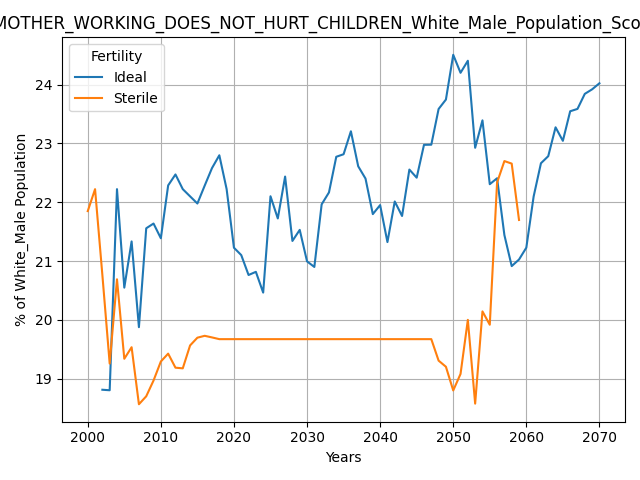 MOTHER_WORKING_DOES_NOT_HURT_CHILDREN_White_Male_Population_Sco
Fertility
Ideal
Sterile
24
23
22
21
20
19
% of White_Male Population
2000 2010 2020 2030 2040 2050 2060 2070
Years